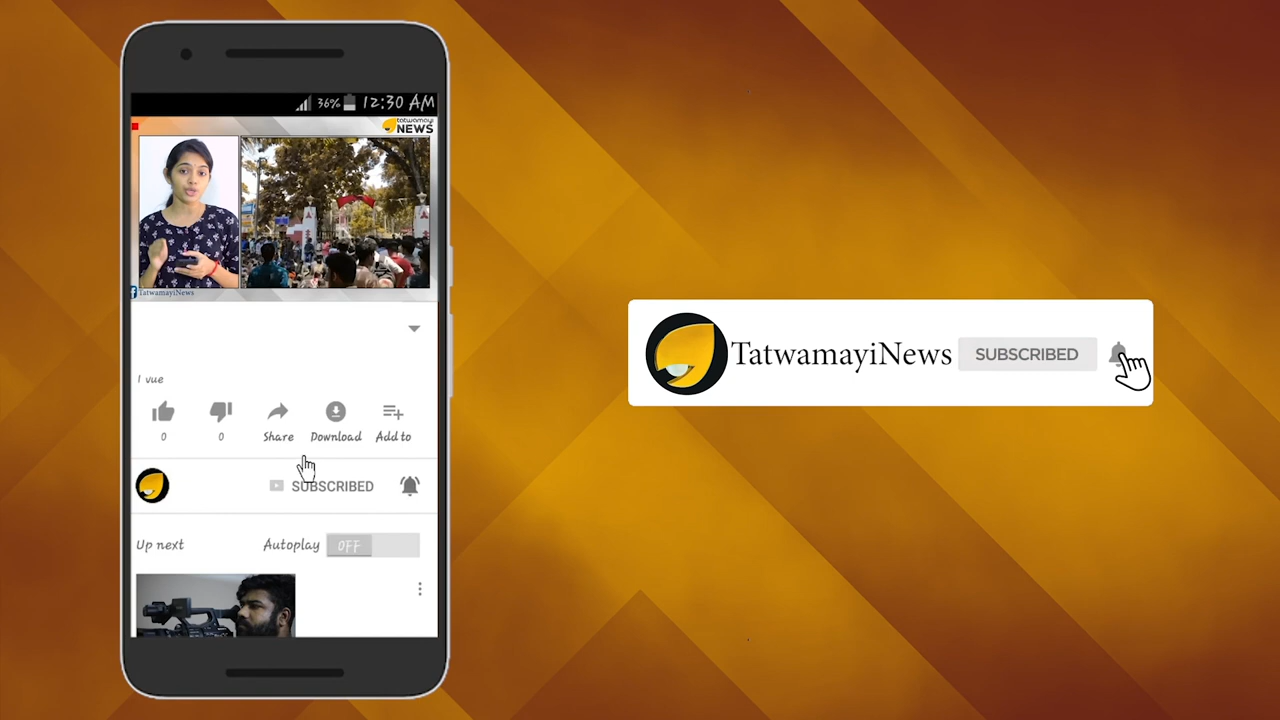 36% 12:30 AM
tatwamayi
NEWS
TatwamayiNews
1 vue
0 0 Share Download Add to
SUBSCRIBED
Up next Autoplay OFF
TatwamayiNews SUBSCRIBED